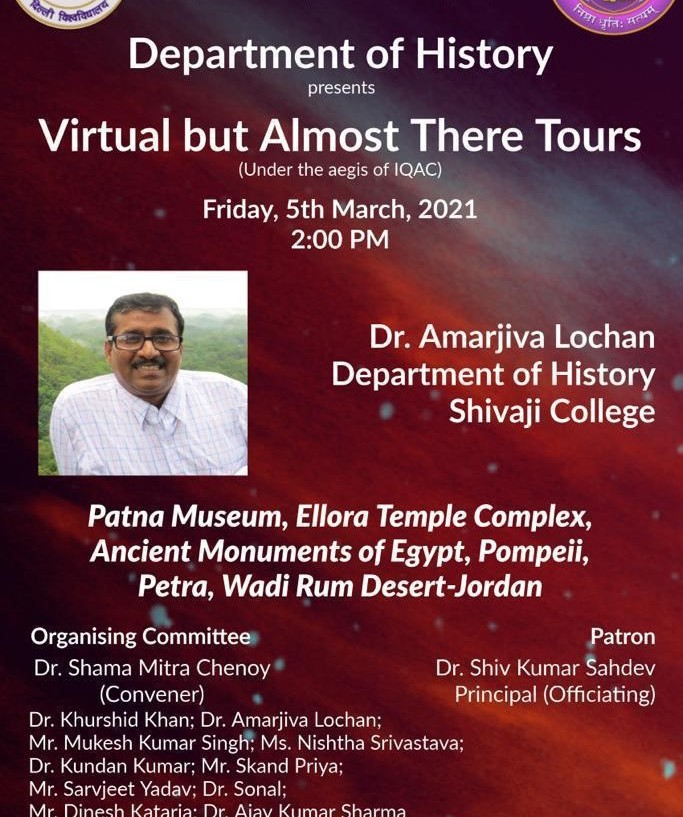 दिल्ली विश्वविद्यालय
निष्ठा धृति: सत्यम्
Department of History
presents
Virtual but Almost There Tours
(Under the aegis of IQAC)
Friday, 5th March, 2021
2:00 PM
Dr. Amarjiva Lochan
Department of History
Shivaji College
Patna Museum, Ellora Temple Complex,
Ancient Monuments of Egypt, Pompeii,
Petra, Wadi Rum Desert-Jordan
Organising Committee
Dr. Shama Mitra Chenoy
(Convener)
Patron
Dr. Shiv Kumar Sahdev
Principal (Officiating)
Dr. Khurshid Khan; Dr. Amarjiva Lochan;
Mr. Mukesh Kumar Singh; Ms. Nishtha Srivastava;
Dr. Kundan Kumar; Mr. Skand Priya;
Mr. Sarvjeet Yadav; Dr. Sonal;
Mr. Dinesh Kataria; Dr. Ajay Kumar Sharma